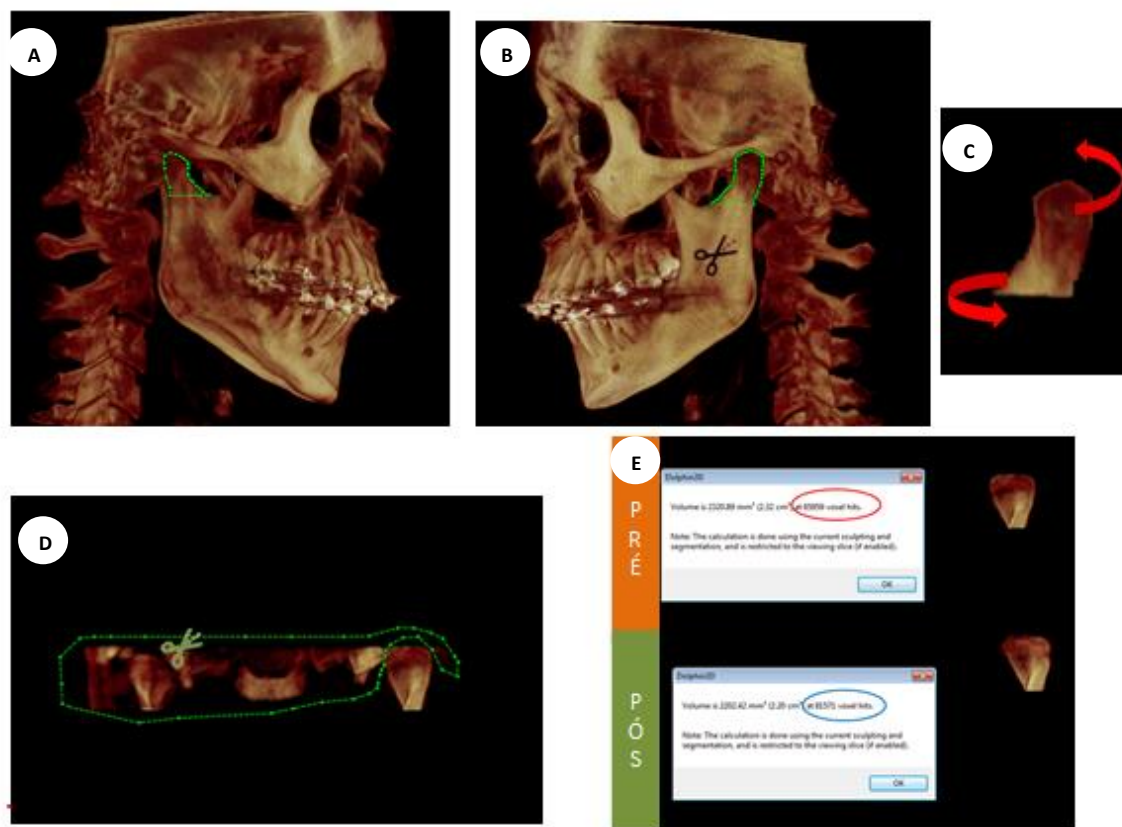 A
B
C
D
E
PRÉ
Dolphin3D
Volume is 2320.89 mm³ (2.32 cm³) at voxel hits.
Note: The calculation is done using the current sculpting and
segmentation, and is restricted to the viewing slice (if enabled).
OK
PÓS
Dolphin3D
Volume is 2202.42 mm³ (2.20 cm³) at 81571 voxel hits.
Note: The calculation is done using the current sculpting and
segmentation, and is restricted to the viewing slice (if enabled).
OK